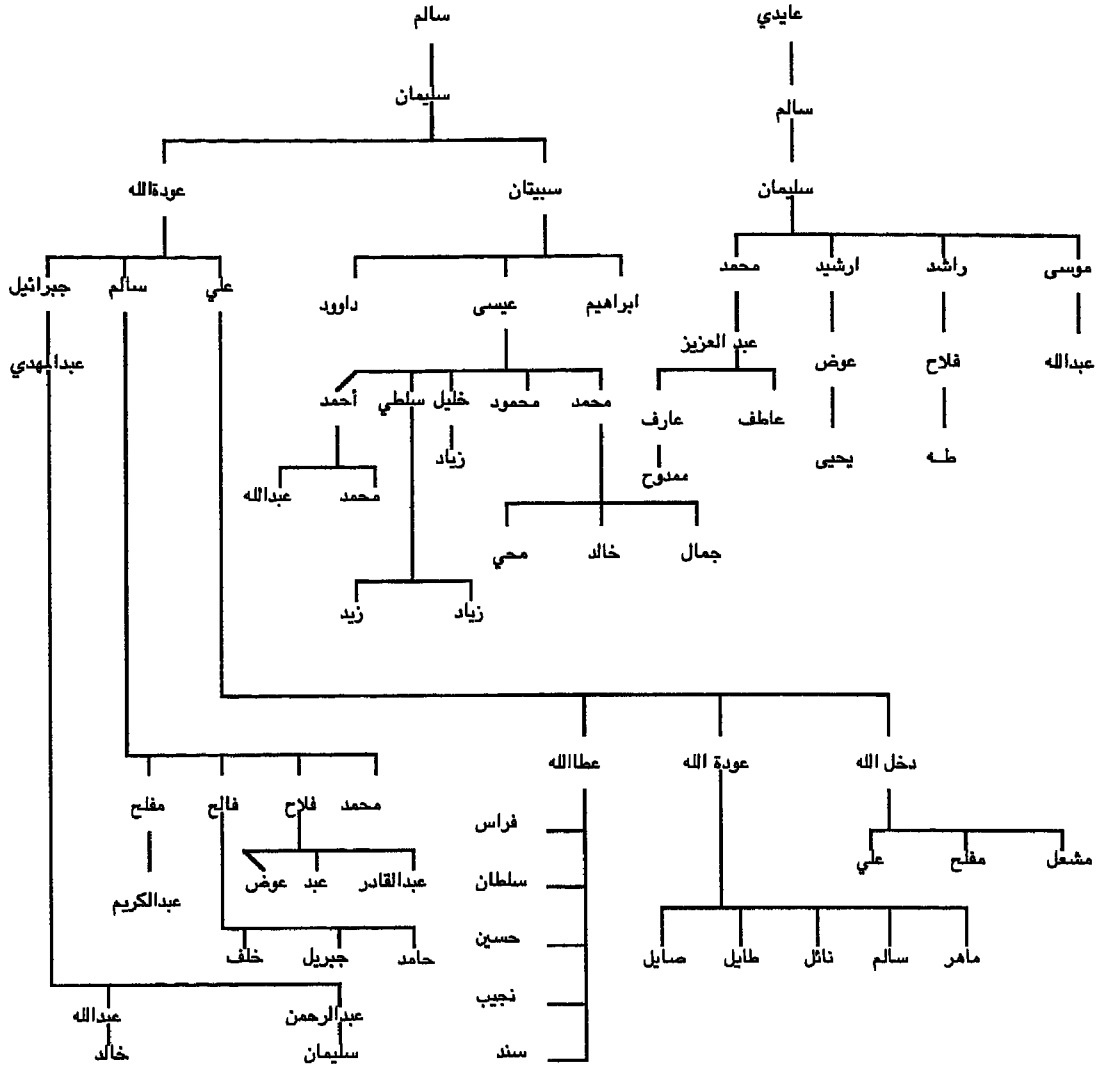 عايدي سالم
سالم سليمان
سليمان سبيتان عودةالله
موسى راشد ارشيد محمد
ابراهيم عيسى داوود علي سالم جبرائيل
عبدالله فلاح عوض عبد العزيز عبدالمهدي
محمد محمود خليل سلطي أحمد
عاطف عارف
طـه يحيى زياد
ممدوح محمد عبدالله
جمال خالد محي
زياد زيد
دخل الله عودة الله عطاالله
محمد فلاح فالح مفلح
فراس
مشعل مفلح علي
عبدالقادر عبد عوض
سلطان
عبدالكريم
حسين
ماهر سالم نائل طايل صايل
حامد جبريل خلف
نجيب
عبدالرحمن عبدالله
سند
سليمان خالد